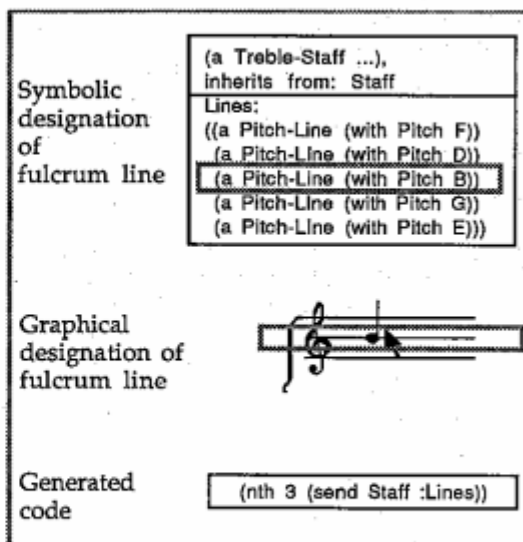 Symbolic
designation
of
fulcrum line
(a Treble-Staff ...),
inherits from: Staff
Lines:
((a Pitch-Line (with Pitch F))
(a Pitch-Line (with Pitch D))
(a Pitch-Line (with Pitch B))
(a Pitch-Line (with Pitch G))
(a Pitch-Line (with Pitch E)))
Graphical
designation of
fulcrum line
Generated
code
(nth 3 (send Staff :Lines))